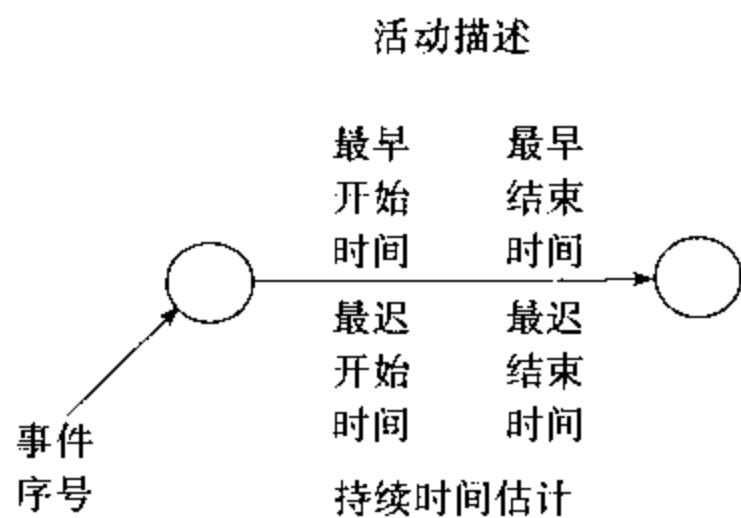 活动描述
最早 最早
开始 结束
时间 时间
最迟 最迟
开始 结束
时间 时间
事件
序号
持续时间估计